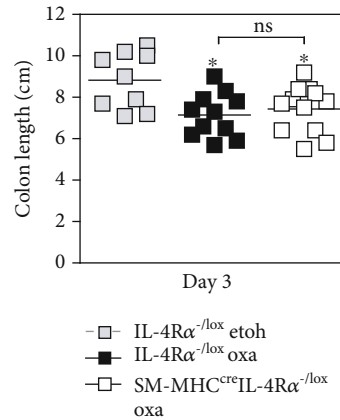 ns
* *
12
10
8
6
4
2
0
Colon length (cm)
Day 3
IL-4Rα-/lox etoh
IL-4Rα-/lox oxa
SM-MHCcreIL-4Rα-/lox
oxa